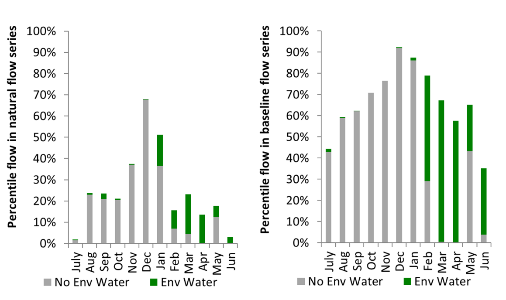 Percentile flow in natural flow series
100%
90%
80%
70%
60%
50%
40%
30%
20%
10%
0%
July
Aug
Sep
Oct
Nov
Dec
Jan
Feb
Mar
Apr
May
Jun
No Env Water
Env Water
Percentile flow in baseline flow series
100%
90%
80%
70%
60%
50%
40%
30%
20%
10%
0%
July
Aug
Sep
Oct
Nov
Dec
Jan
Feb
Mar
Apr
May
Jun
No Env Water
Env Water